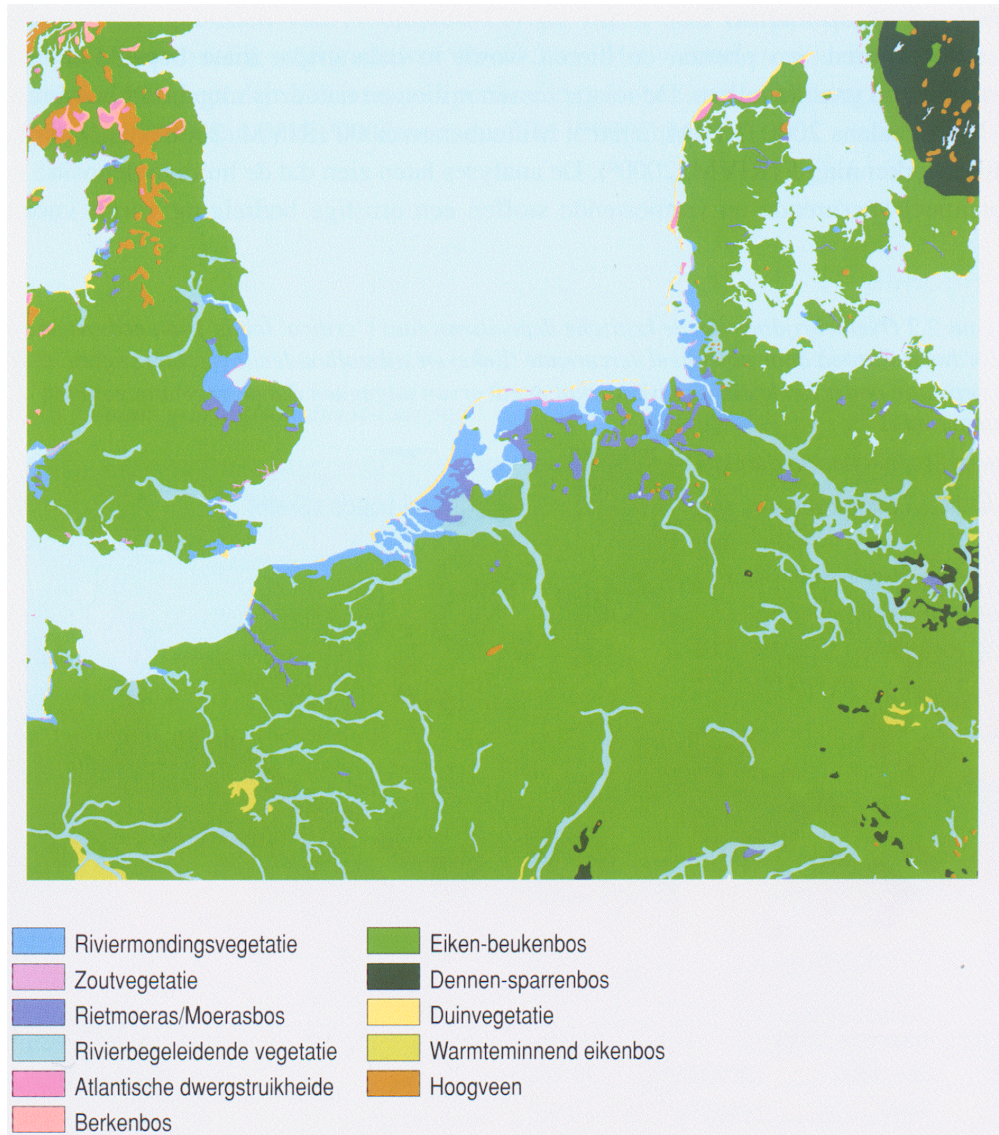 Riviermondingsvegetatie
Zoutvegetatie
Rietmoeras/Moerasbos
Rivierbegeleidende vegetatie
Atlantische dwergstruikheide
Berkenbos
Eiken-beukenbos
Dennen-sparrenbos
Duinvegetatie
Warmteminnend eikenbos
Hoogveen